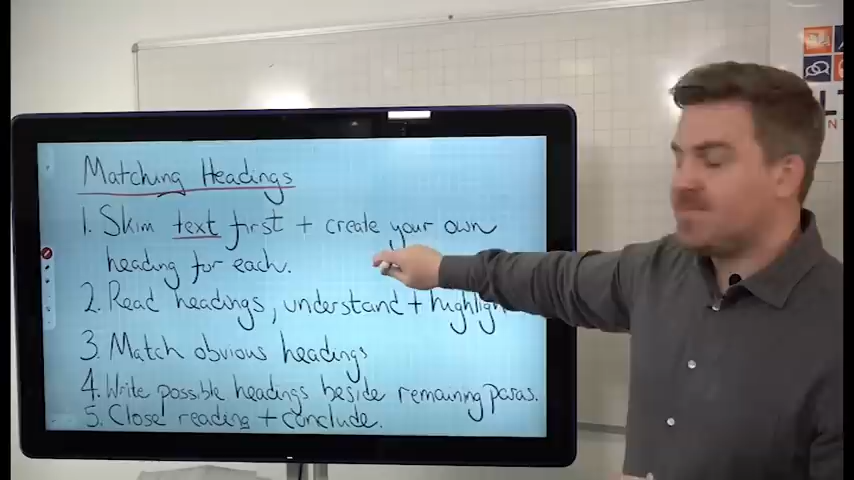 Matching Headings
1. Skim text first + create your own
heading for each.
2. Read headings, understand + highlight
3. Match obvious headings
4. Write possible headings beside remaining paras.
5. Close reading + conclude.